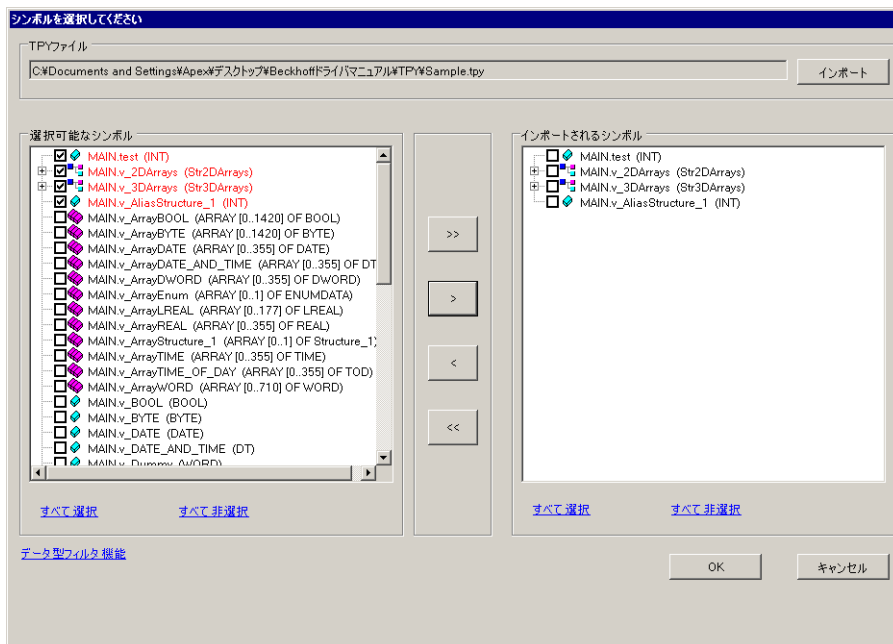 シンボルを選択してください
TPYファイル
C:¥Documents and Settings¥Apex¥デスクトップ¥Beckhoffドライバマニュアル¥TPY¥Sample.tpy
インポート
選択可能なシンボル
MAIN.test (INT)
MAIN.v_2DArrays (Str2DArrays)
MAIN.v_3DArrays (Str3DArrays)
MAIN.v_AliasStructure_1 (INT)
MAIN.v_ArrayBOOL (ARRAY [0..1420] OF BOOL)
MAIN.v_ArrayBYTE (ARRAY [0..1420] OF BYTE)
MAIN.v_ArrayDATE (ARRAY [0..355] OF DATE)
MAIN.v_ArrayDATE_AND_TIME (ARRAY [0..355] OF DT
MAIN.v_ArrayDWORD (ARRAY [0..355] OF DWORD)
MAIN.v_ArrayEnum (ARRAY [0..1] OF ENUMDATA)
MAIN.v_ArrayLREAL (ARRAY [0..177] OF LREAL)
MAIN.v_ArrayREAL (ARRAY [0..355] OF REAL)
MAIN.v_ArrayStructure_1 (ARRAY [0..1] OF Structure_1)
MAIN.v_ArrayTIME (ARRAY [0..355] OF TIME)
MAIN.v_ArrayTIME_OF_DAY (ARRAY [0..355] OF TOD)
MAIN.v_ArrayWORD (ARRAY [0..710] OF WORD)
MAIN.v_BOOL (BOOL)
MAIN.v_BYTE (BYTE)
MAIN.v_DATE (DATE)
MAIN.v_DATE_AND_TIME (DT)
MAIN.v_Dummy (WORD)
すべて選択
すべて非選択
>>
>
<
<<
インポートされるシンボル
MAIN.test (INT)
MAIN.v_2DArrays (Str2DArrays)
MAIN.v_3DArrays (Str3DArrays)
MAIN.v_AliasStructure_1 (INT)
すべて選択
すべて非選択
データ型フィルタ機能
OK
キャンセル